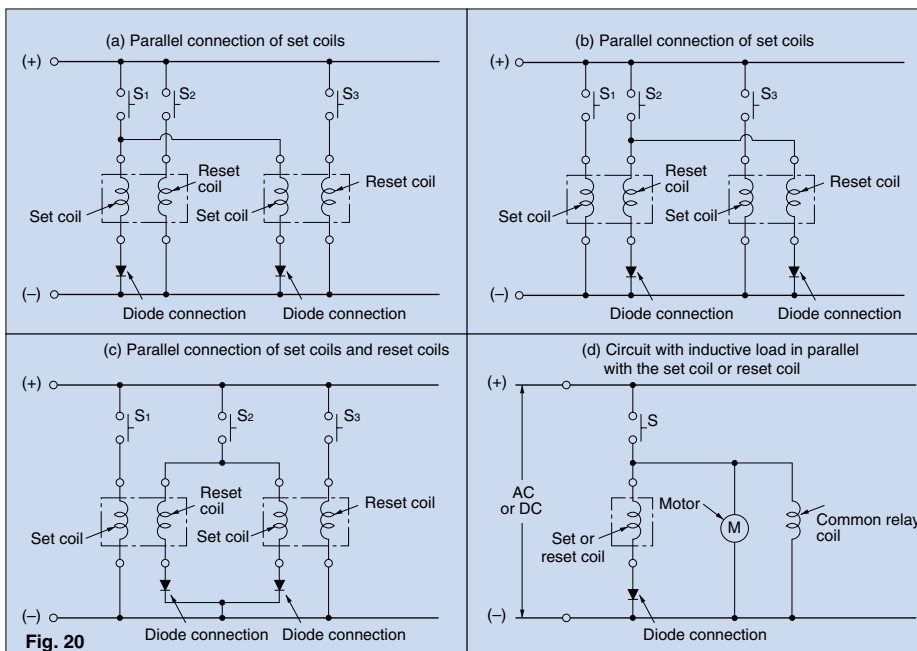 (a) Parallel connection of set coils
(+)
S1
S2
S3
Reset
coil
Reset coil
Set coil
Set coil
(–)
Diode connection
Diode connection
(b) Parallel connection of set coils
(+)
S1
S2
S3
Reset
coil
Reset coil
Set coil
Set coil
(–)
Diode connection
Diode connection
(c) Parallel connection of set coils and reset coils
(+)
S1
S2
S3
Reset
coil
Reset coil
Set coil
Set coil
(–)
Diode connection
Diode connection
Fig. 20
(d) Circuit with inductive load in parallel
with the set coil or reset coil
(+)
S
AC
or DC
Motor
M
Common relay
coil
Set or
reset coil
(–)
Diode connection